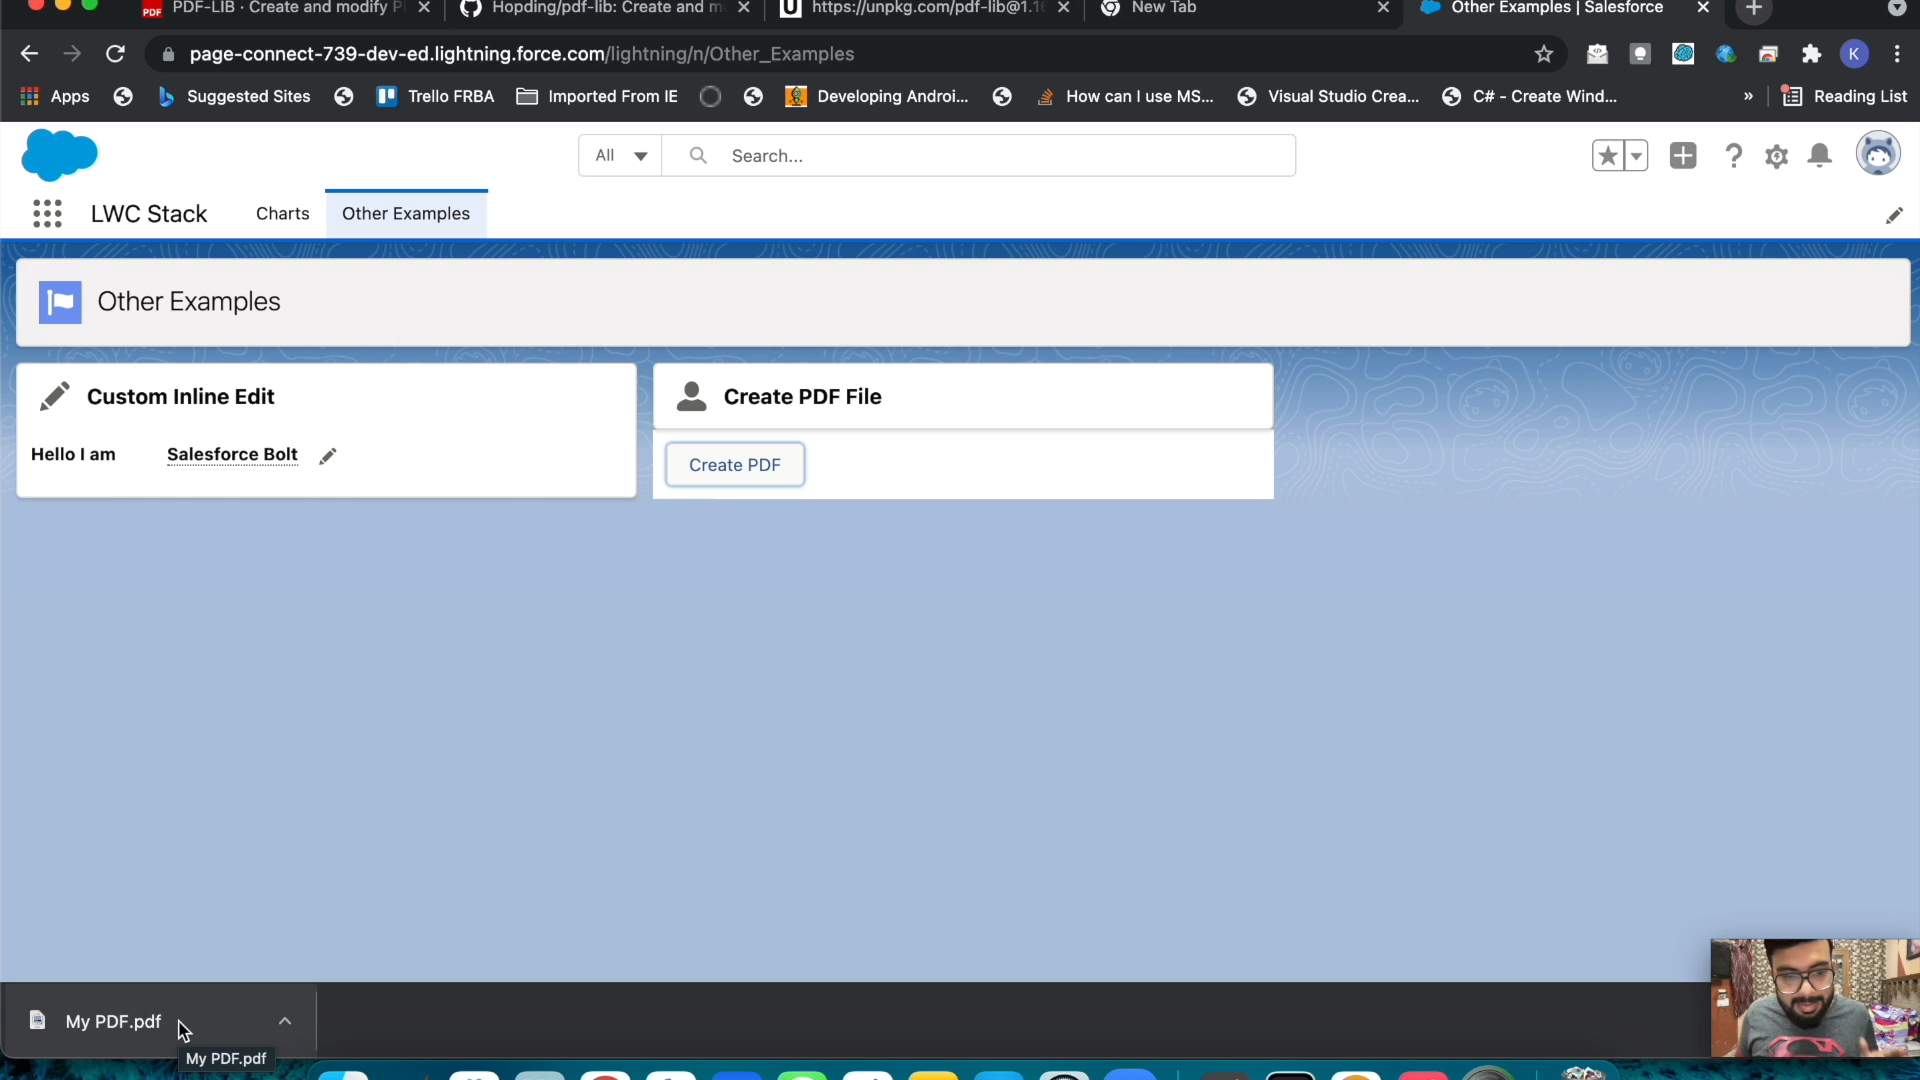 PDF PDF-LIB · Create and modify P
Hopding/pdf-lib: Create and m
U https://unpkg.com/pdf-lib@1.16
New Tab
Other Examples | Salesforce
page-connect-739-dev-ed.lightning.force.com/lightning/n/Other_Examples
K
Apps
Suggested Sites
Trello FRBA
Imported From IE
Developing Androi...
How can I use MS...
Visual Studio Crea...
C# - Create Wind...
»
Reading List
All
Search...
LWC Stack
Charts
Other Examples
Other Examples
Custom Inline Edit
Hello I am Salesforce Bolt
Create PDF File
Create PDF
My PDF.pdf
My PDF.pdf